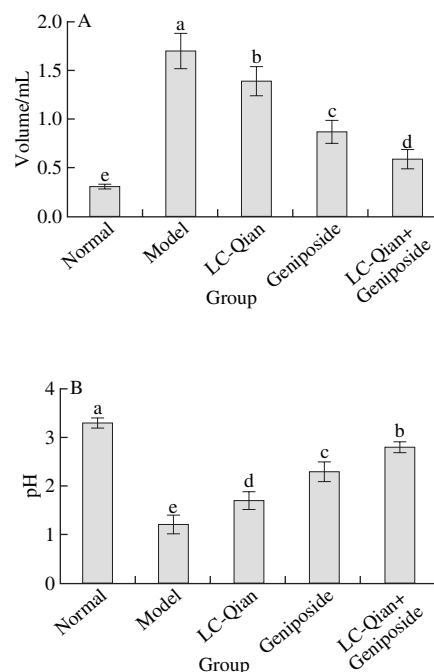 A
2.0
1.5
1.0
0.5
0.0
Volume/mL
e
a
b
c
d
Normal
Model
LC-Qian
Geniposide
LC-Qian+
Geniposide
Group
B
4
3
2
1
0
pH
a
e
d
c
b
Normal
Model
LC-Qian
Geniposide
LC-Qian+
Geniposide
Group